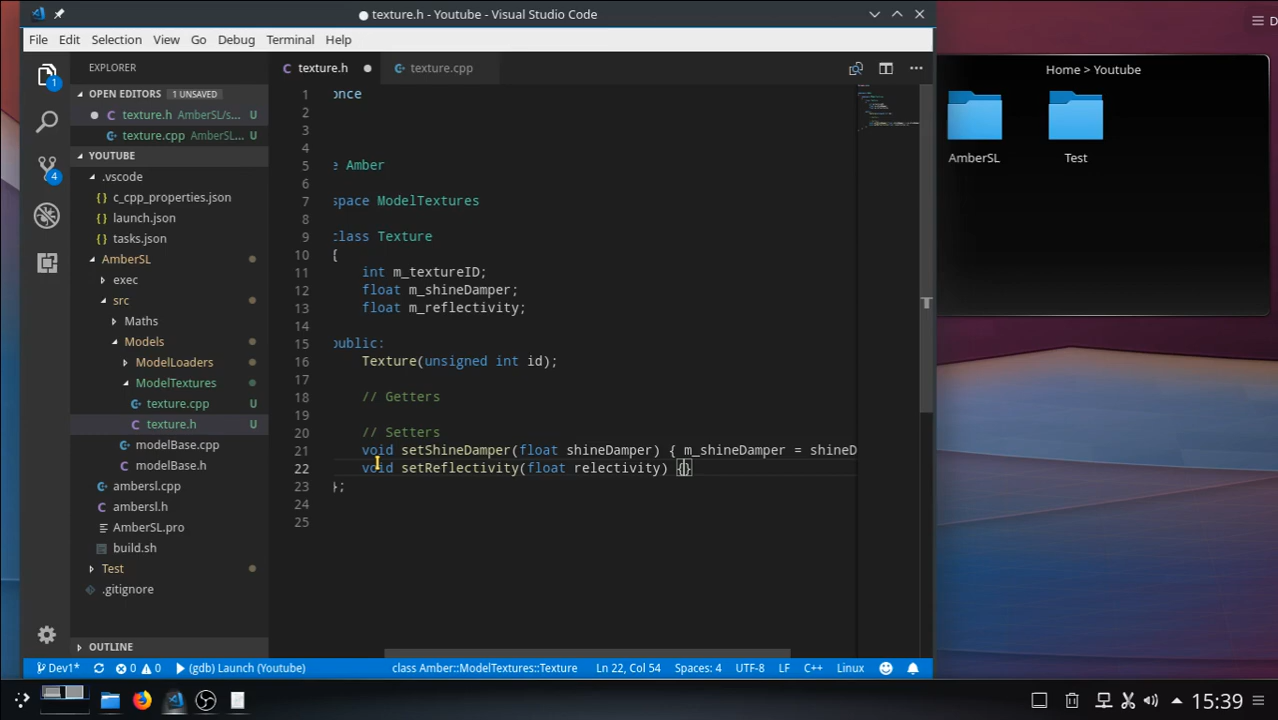 texture.h - Youtube - Visual Studio Code
File Edit Selection View Go Debug Terminal Help
EXPLORER
OPEN EDITORS 1 UNSAVED
texture.h AmberSL/s...
texture.cpp AmberSL...
YOUTUBE
.vscode
c_cpp_properties.json
launch.json
tasks.json
AmberSL
exec
src
Maths
Models
ModelLoaders
ModelTextures
texture.cpp U
texture.h U
modelBase.cpp
modelBase.h
ambersl.cpp
ambersl.h
AmberSL.pro
build.sh
Test
.gitignore
OUTLINE
1
4
texture.h texture.cpp
1 once
2
3
4
5 e Amber
6
7 space ModelTextures
8
9 class Texture
10 {
11 int m_textureID;
12 float m_shineDamper;
13 float m_reflectivity;
14
15 public:
16 Texture(unsigned int id);
17
18 // Getters
19
20 // Setters
21 void setShineDamper(float shineDamper) { m_shineDamper = shineD
22 void setReflectivity(float relectivity) {}
23 };
24
25
Dev1* 0 0 (gdb) Launch (Youtube) class Amber::ModelTextures::Texture Ln 22, Col 54 Spaces: 4 UTF-8 LF C++ Linux
D
Home > Youtube
AmberSL Test
15:39